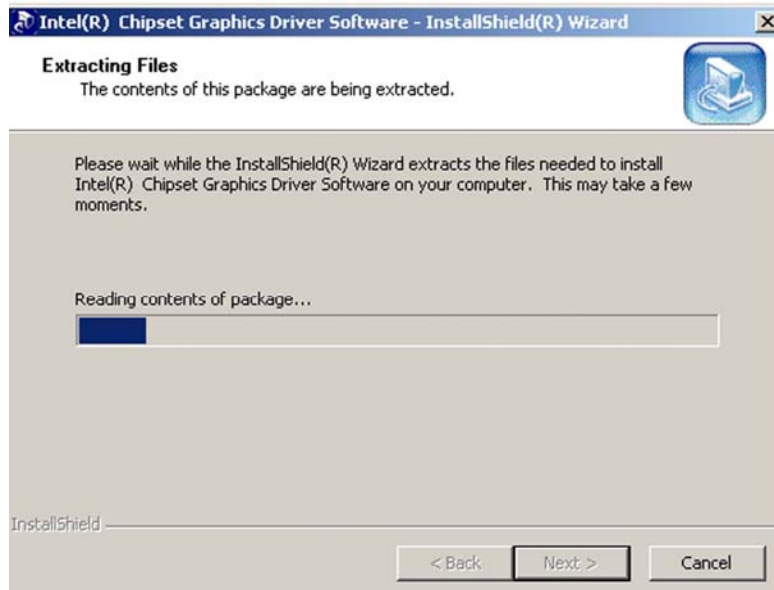 Intel(R) Chipset Graphics Driver Software - InstallShield(R) Wizard
Extracting Files
The contents of this package are being extracted.
Please wait while the InstallShield(R) Wizard extracts the files needed to install
Intel(R) Chipset Graphics Driver Software on your computer. This may take a few
moments.
Reading contents of package...
InstallShield
< Back
Next >
Cancel